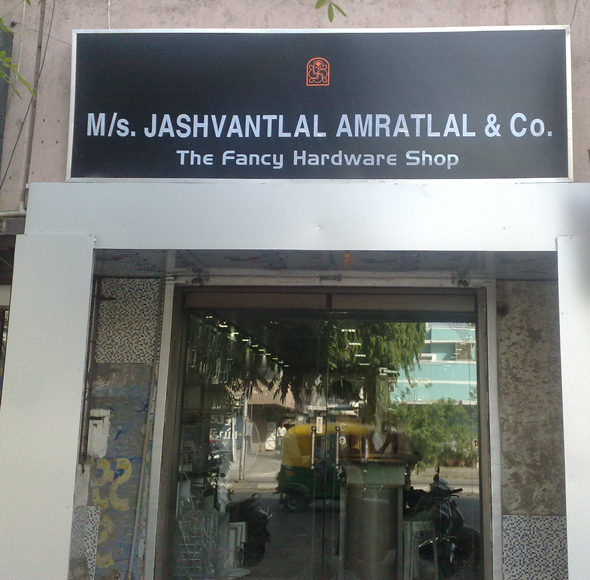 M/s. JASHVANTLAL AMRATLAL & Co.
The Fancy Hardware Shop